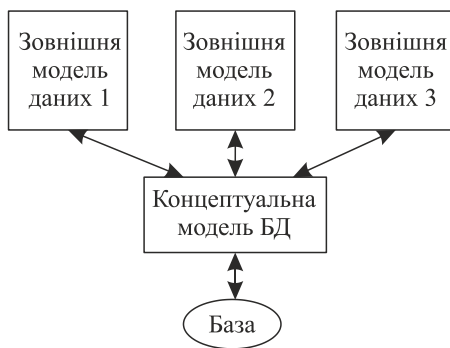 Зовнішня
модель
даних 1
Зовнішня
модель
даних 2
Зовнішня
модель
даних 3
Концептуальна
модель БД
База